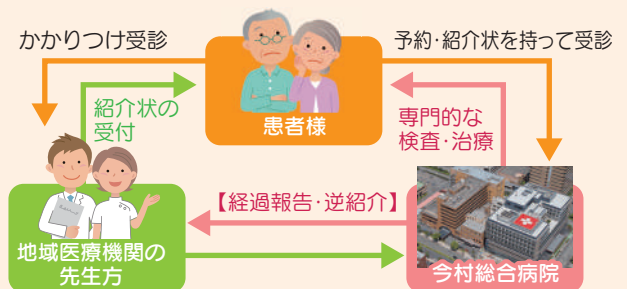 かかりつけ受診
予約・紹介状を持って受診
紹介状の
受付
患者様
専門的な
検査・治療
【経過報告・逆紹介】
地域医療機関の
先生方
今村総合病院